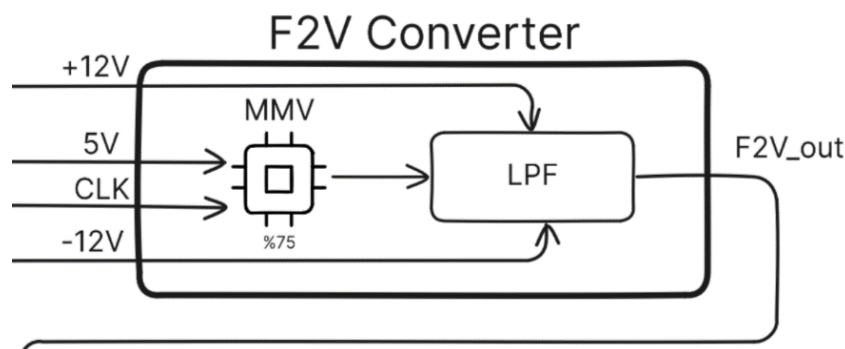 F2V Converter
+12V
MMV
5V
F2V_out
LPF
CLK
-12V
%75